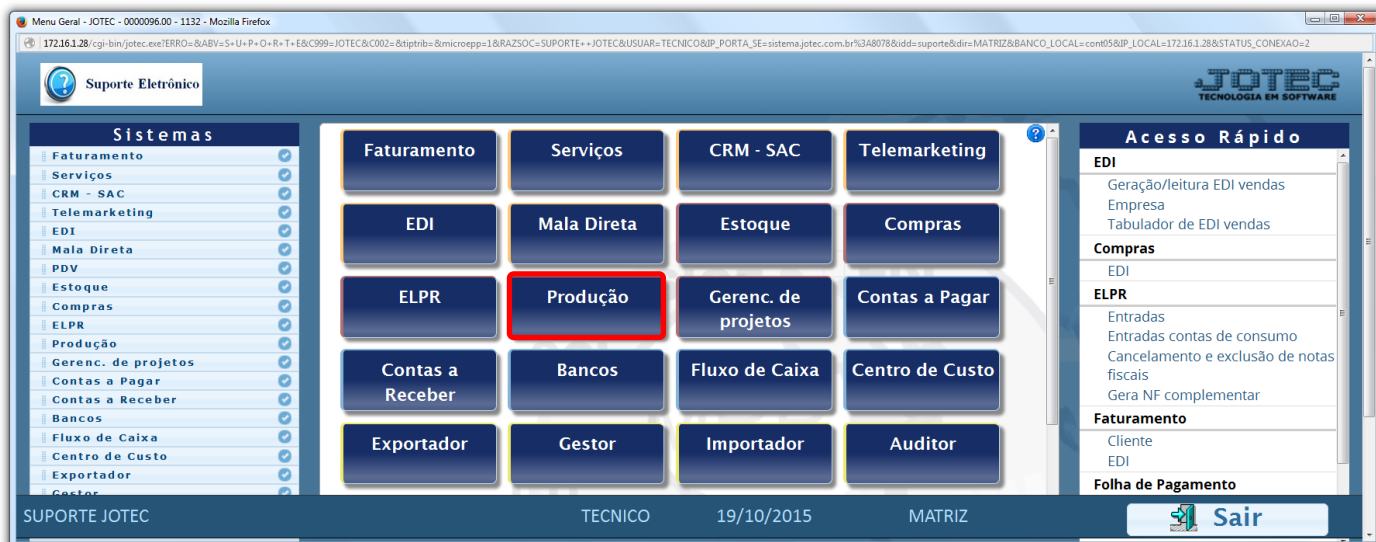 Menu Geral - JOTEC - 0000096.00 - 1132 - Mozilla Firefox
172.16.1.28/cgi-bin/jotec.exe?ERRO=&ABV=S+U+P+O+R+T+E&C999=JOTEC&C002=&tiptrib=&microepp=1&RAZSOC=SUPORTE++JOTEC&USUAR=TECNICO&IP_PORTA_SE=sistema.jotec.com.br%3A8078&idd=suporte&dir=MATRIZ&BANCO_LOCAL=cont05&IP_LOCAL=172.16.1.28&STATUS_CONEXAO=2
Suporte Eletrônico
JOTEC
TECNOLOGIA EM SOFTWARE
Sistemas
Faturamento
Serviços
CRM - SAC
Telemarketing
EDI
Mala Direta
PDV
Estoque
Compras
ELPR
Produção
Gerenc. de projetos
Contas a Pagar
Contas a Receber
Bancos
Fluxo de Caixa
Centro de Custo
Exportador
Gestor
Faturamento
Serviços
CRM - SAC
Telemarketing
EDI
Mala Direta
Estoque
Compras
ELPR
Produção
Gerenc. de
projetos
Contas a Pagar
Contas a
Receber
Bancos
Fluxo de Caixa
Centro de Custo
Exportador
Gestor
Importador
Auditor
Acesso Rápido
EDI
Geração/leitura EDI vendas
Empresa
Tabulador de EDI vendas
Compras
EDI
ELPR
Entradas
Entradas contas de consumo
Cancelamento e exclusão de notas
fiscais
Gera NF complementar
Faturamento
Cliente
EDI
Folha de Pagamento
SUPORTE JOTEC
TECNICO
19/10/2015
MATRIZ
Sair